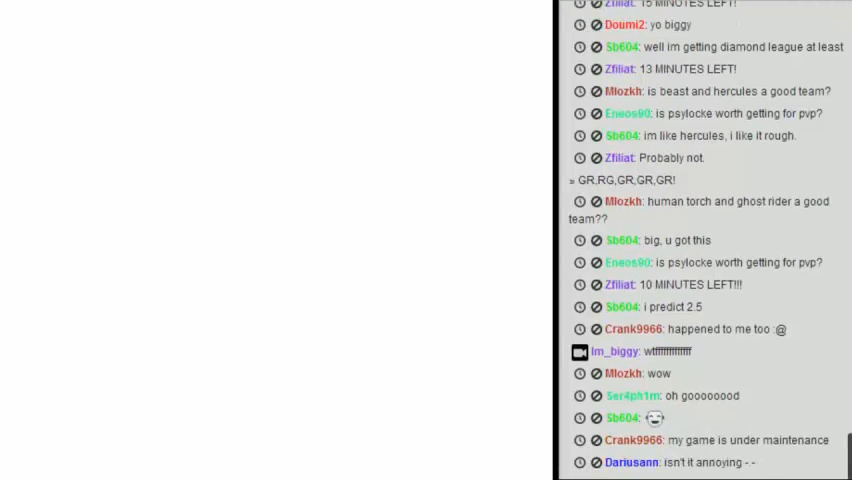 Zfiliat: 15 MINUTES LEFT!
Doumi2: yo biggy
Sb604: well im getting diamond league at least
Zfiliat: 13 MINUTES LEFT!
Mlozkh: is beast and hercules a good team?
Eneos90: is psylocke worth getting for pvp?
Sb604: im like hercules, i like it rough.
Zfiliat: Probably not.
» GR,RG,GR,GR,GR!
Mlozkh: human torch and ghost rider a good
team??
Sb604: big, u got this
Eneos90: is psylocke worth getting for pvp?
Zfiliat: 10 MINUTES LEFT!!!
Sb604: i predict 2.5
Crank9966: happened to me too :@
Im_biggy: wtffffffffffffff
Mlozkh: wow
Ser4ph1m: oh goooooood
Sb604:
Crank9966: my game is under maintenance
Dariusann: isn't it annoying -.-